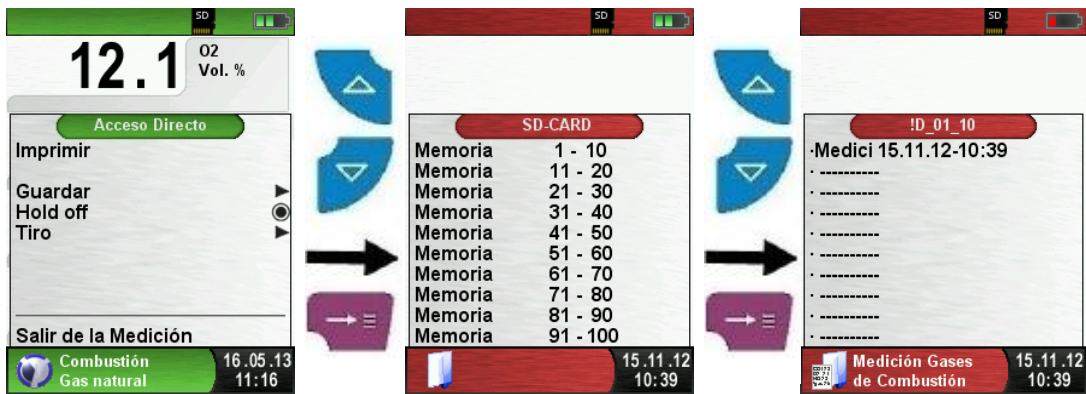 SD
12.1 O2
Vol. %
Acceso Directo
Imprimir
Guardar
Hold off
Tiro
Salir de la Medición
Combustión
Gas natural
16.05.13
11:16
SD
SD-CARD
Memoria 1 - 10
Memoria 11 - 20
Memoria 21 - 30
Memoria 31 - 40
Memoria 41 - 50
Memoria 51 - 60
Memoria 61 - 70
Memoria 71 - 80
Memoria 81 - 90
Memoria 91 -100
15.11.12
10:39
SD
!D_01_10
·Medici 15.11.12-10:39
· ----------
· ----------
· ----------
· ----------
· ----------
· ----------
· ----------
· ----------
· ----------
Medición Gases
de Combustión
15.11.12
10:39